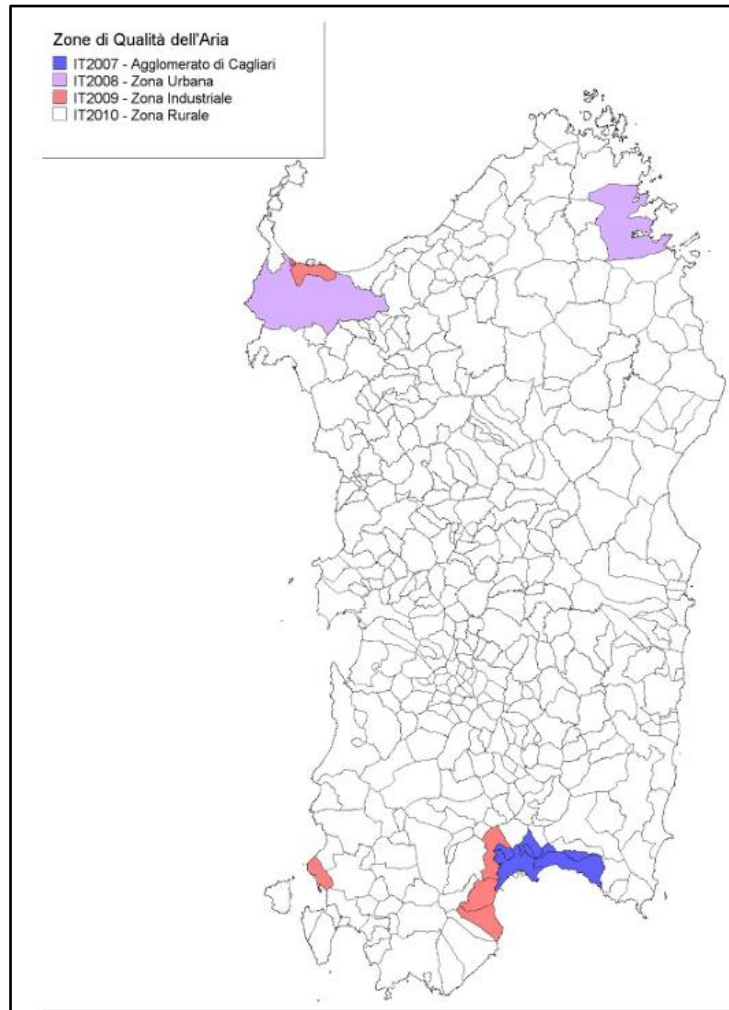 Zone di Qualità dell'Aria
IT2007 - Agglomerato di Cagliari
IT2008 - Zona Urbana
IT2009 - Zona Industriale
IT2010 - Zona Rurale